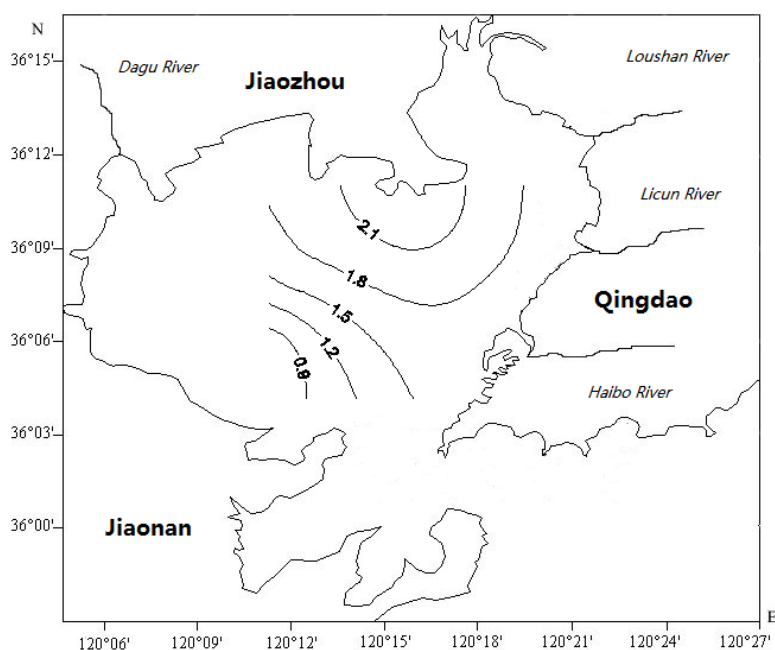 N
36°15'
Dagu River
Jiaozhou
Loushan River
36°12'
Licun River
36°09'
2.1
1.8
Qingdao
1.5
36°06'
1.2
0.9
Haibo River
36°03'
Jiaonan
36°00'
E
120°06'
120°09'
120°12'
120°15'
120°18'
120°21'
120°24'
120°27'